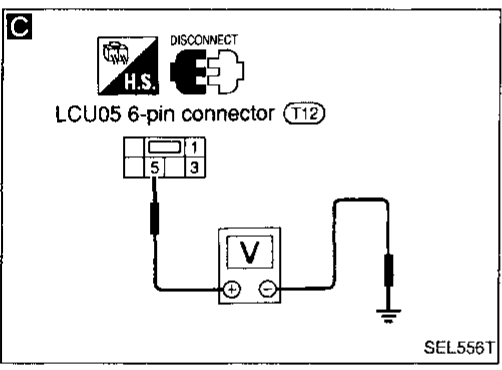 C
DISCONNECT
H.S.
LCU05 6-pin connector T12
1
5 3
V
+ −
SEL556T